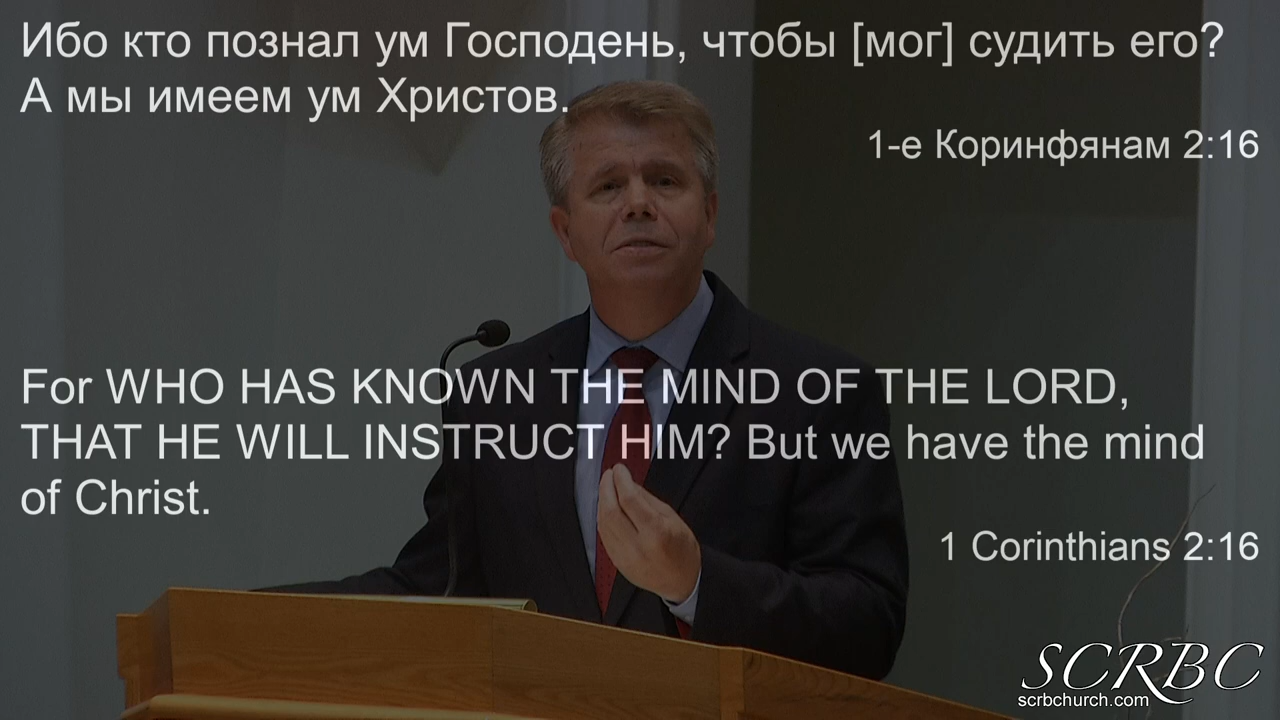 Ибо кто познал ум Господень, чтобы [мог] судить его?
А мы имеем ум Христов.
1-е Коринфянам 2:16
For WHO HAS KNOWN THE MIND OF THE LORD,
THAT HE WILL INSTRUCT HIM? But we have the mind
of Christ.
1 Corinthians 2:16
SCRBC
scrbchurch.com